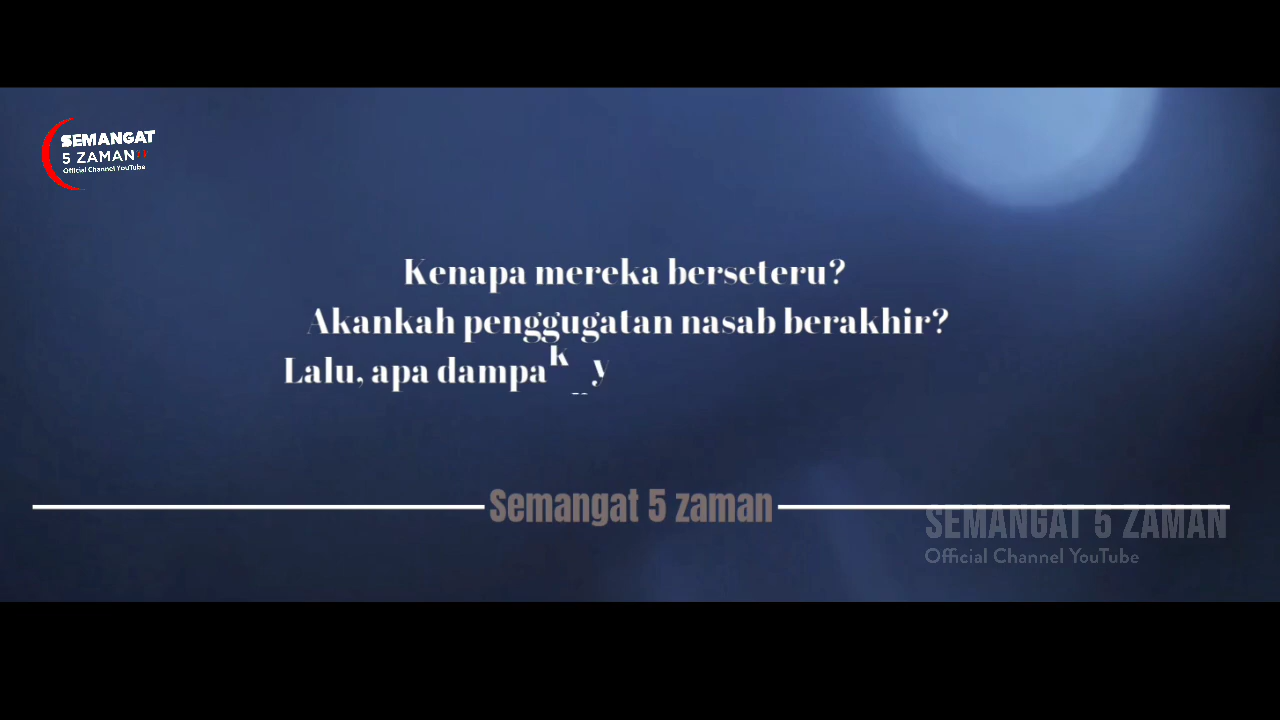 SEMANGAT
5 ZAMAN
Official Channel YouTube
Kenapa mereka berseteru?
Akankah penggugatan nasab berakhir?
Lalu, apa
Semangat 5 zaman
SEMANGAT 5 ZAMAN
Official Channel YouTube